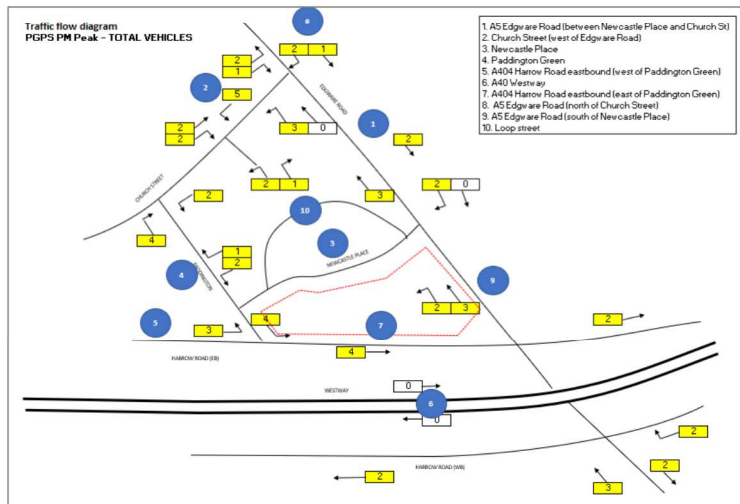 Traffic flow diagram
PGPS PM Peak - TOTAL VEHICLES
1. A5 Edgware Road (between Newcastle Place and Church St)
2. Church Street (west of Edgware Road)
3. Newcastle Place
4. Paddington Green
5. A404 Harrow Road eastbound (west of Paddington Green)
6. A40 Westway
7. A404 Harrow Road eastbound (east of Paddington Green)
8. A5 Edgware Road (north of Church Street)
9. A5 Edgware Road (south of Newcastle Place)
10. Loop street
8
2 1
2
1
EDGWARE ROAD
2
5
1
3 0
2
2
2
2 1
3
2 0
CHURCH STREET
2
10
4
3
1
2
NEWCASTLE PLACE
4
PADDINGTON
9
2 3
5
3
4
7
2
HARROW ROAD (EB)
4
WESTWAY
0
6
0
2
HARROW ROAD (WB)
2
2
3